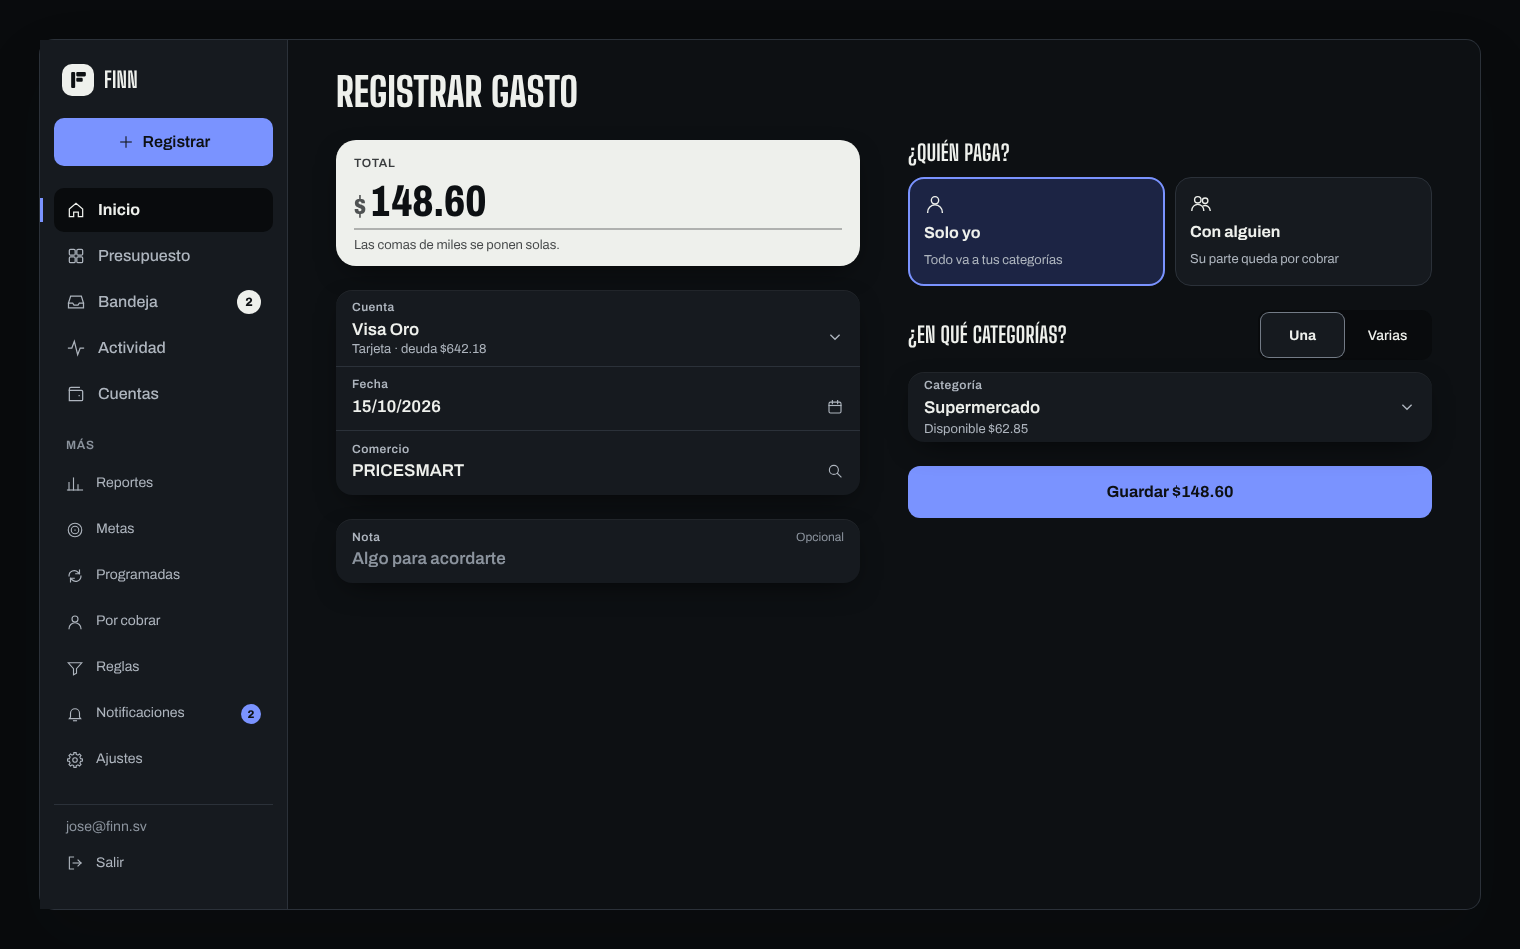 FINN
Registrar
Inicio
Presupuesto
Bandeja 2
Actividad
Cuentas
MÁS
Reportes
Metas
Programadas
Por cobrar
Reglas
Notificaciones 2
Ajustes
jose@finn.sv
Salir
REGISTRAR GASTO
TOTAL
$148.60
Las comas de miles se ponen solas.
Cuenta
Visa Oro
Tarjeta · deuda $642.18
Fecha
15/10/2026
Comercio
PRICESMART
Nota Opcional
Algo para acordarte
¿QUIÉN PAGA?
Solo yo
Todo va a tus categorías
Con alguien
Su parte queda por cobrar
¿EN QUÉ CATEGORÍAS?
Una Varias
Categoría
Supermercado
Disponible $62.85
Guardar $148.60